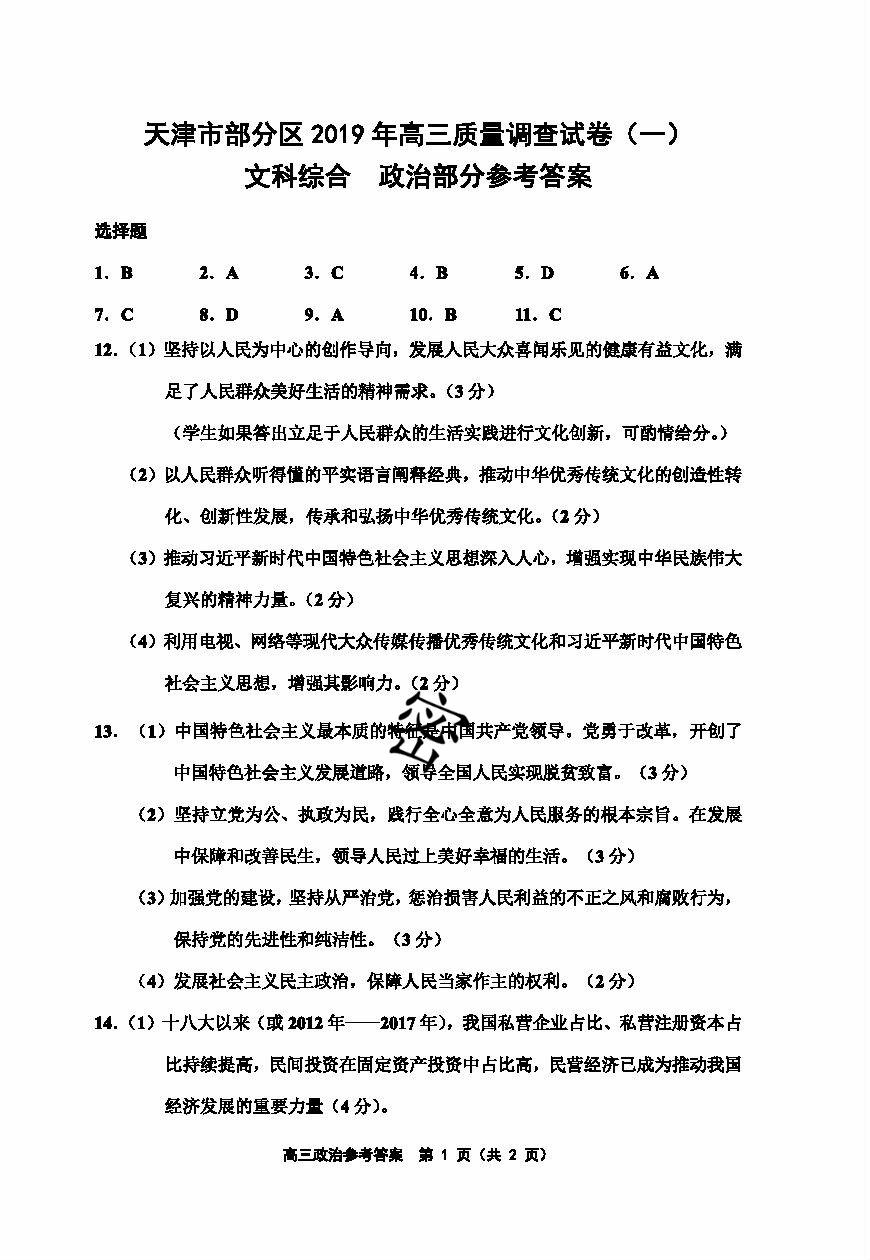 天津市部分区 2019 年高三质量调查试卷（一）
文科综合 政治部分参考答案
选择题
1．B 2．A 3．C 4．B 5．D 6．A
7．C 8．D 9．A 10．B 11．C
12．（1）坚持以人民为中心的创作导向，发展人民大众喜闻乐见的健康有益文化，满
足了人民群众美好生活的精神需求。（3 分）
（学生如果答出立足于人民群众的生活实践进行文化创新，可酌情给分。）
（2）以人民群众听得懂的平实语言阐释经典，推动中华优秀传统文化的创造性转
化、创新性发展，传承和弘扬中华优秀传统文化。（2 分）
（3）推动习近平新时代中国特色社会主义思想深入人心，增强实现中华民族伟大
复兴的精神力量。（2 分）
（4）利用电视、网络等现代大众传媒传播优秀传统文化和习近平新时代中国特色
社会主义思想，增强其影响力。（2 分）
密
13．（1）中国特色社会主义最本质的特征是中国共产党领导。党勇于改革，开创了
中国特色社会主义发展道路，领导全国人民实现脱贫致富。（3 分）
（2）坚持立党为公、执政为民，践行全心全意为人民服务的根本宗旨。在发展
中保障和改善民生，领导人民过上美好幸福的生活。（3 分）
（3）加强党的建设，坚持从严治党，惩治损害人民利益的不正之风和腐败行为，
保持党的先进性和纯洁性。（3 分）
（4）发展社会主义民主政治，保障人民当家作主的权利。（2 分）
14．（1）十八大以来（或 2012 年——2017 年），我国私营企业占比、私营注册资本占
比持续提高，民间投资在固定资产投资中占比高，民营经济已成为推动我国
经济发展的重要力量（4 分）。
高三政治参考答案 第 1 页（共 2 页）